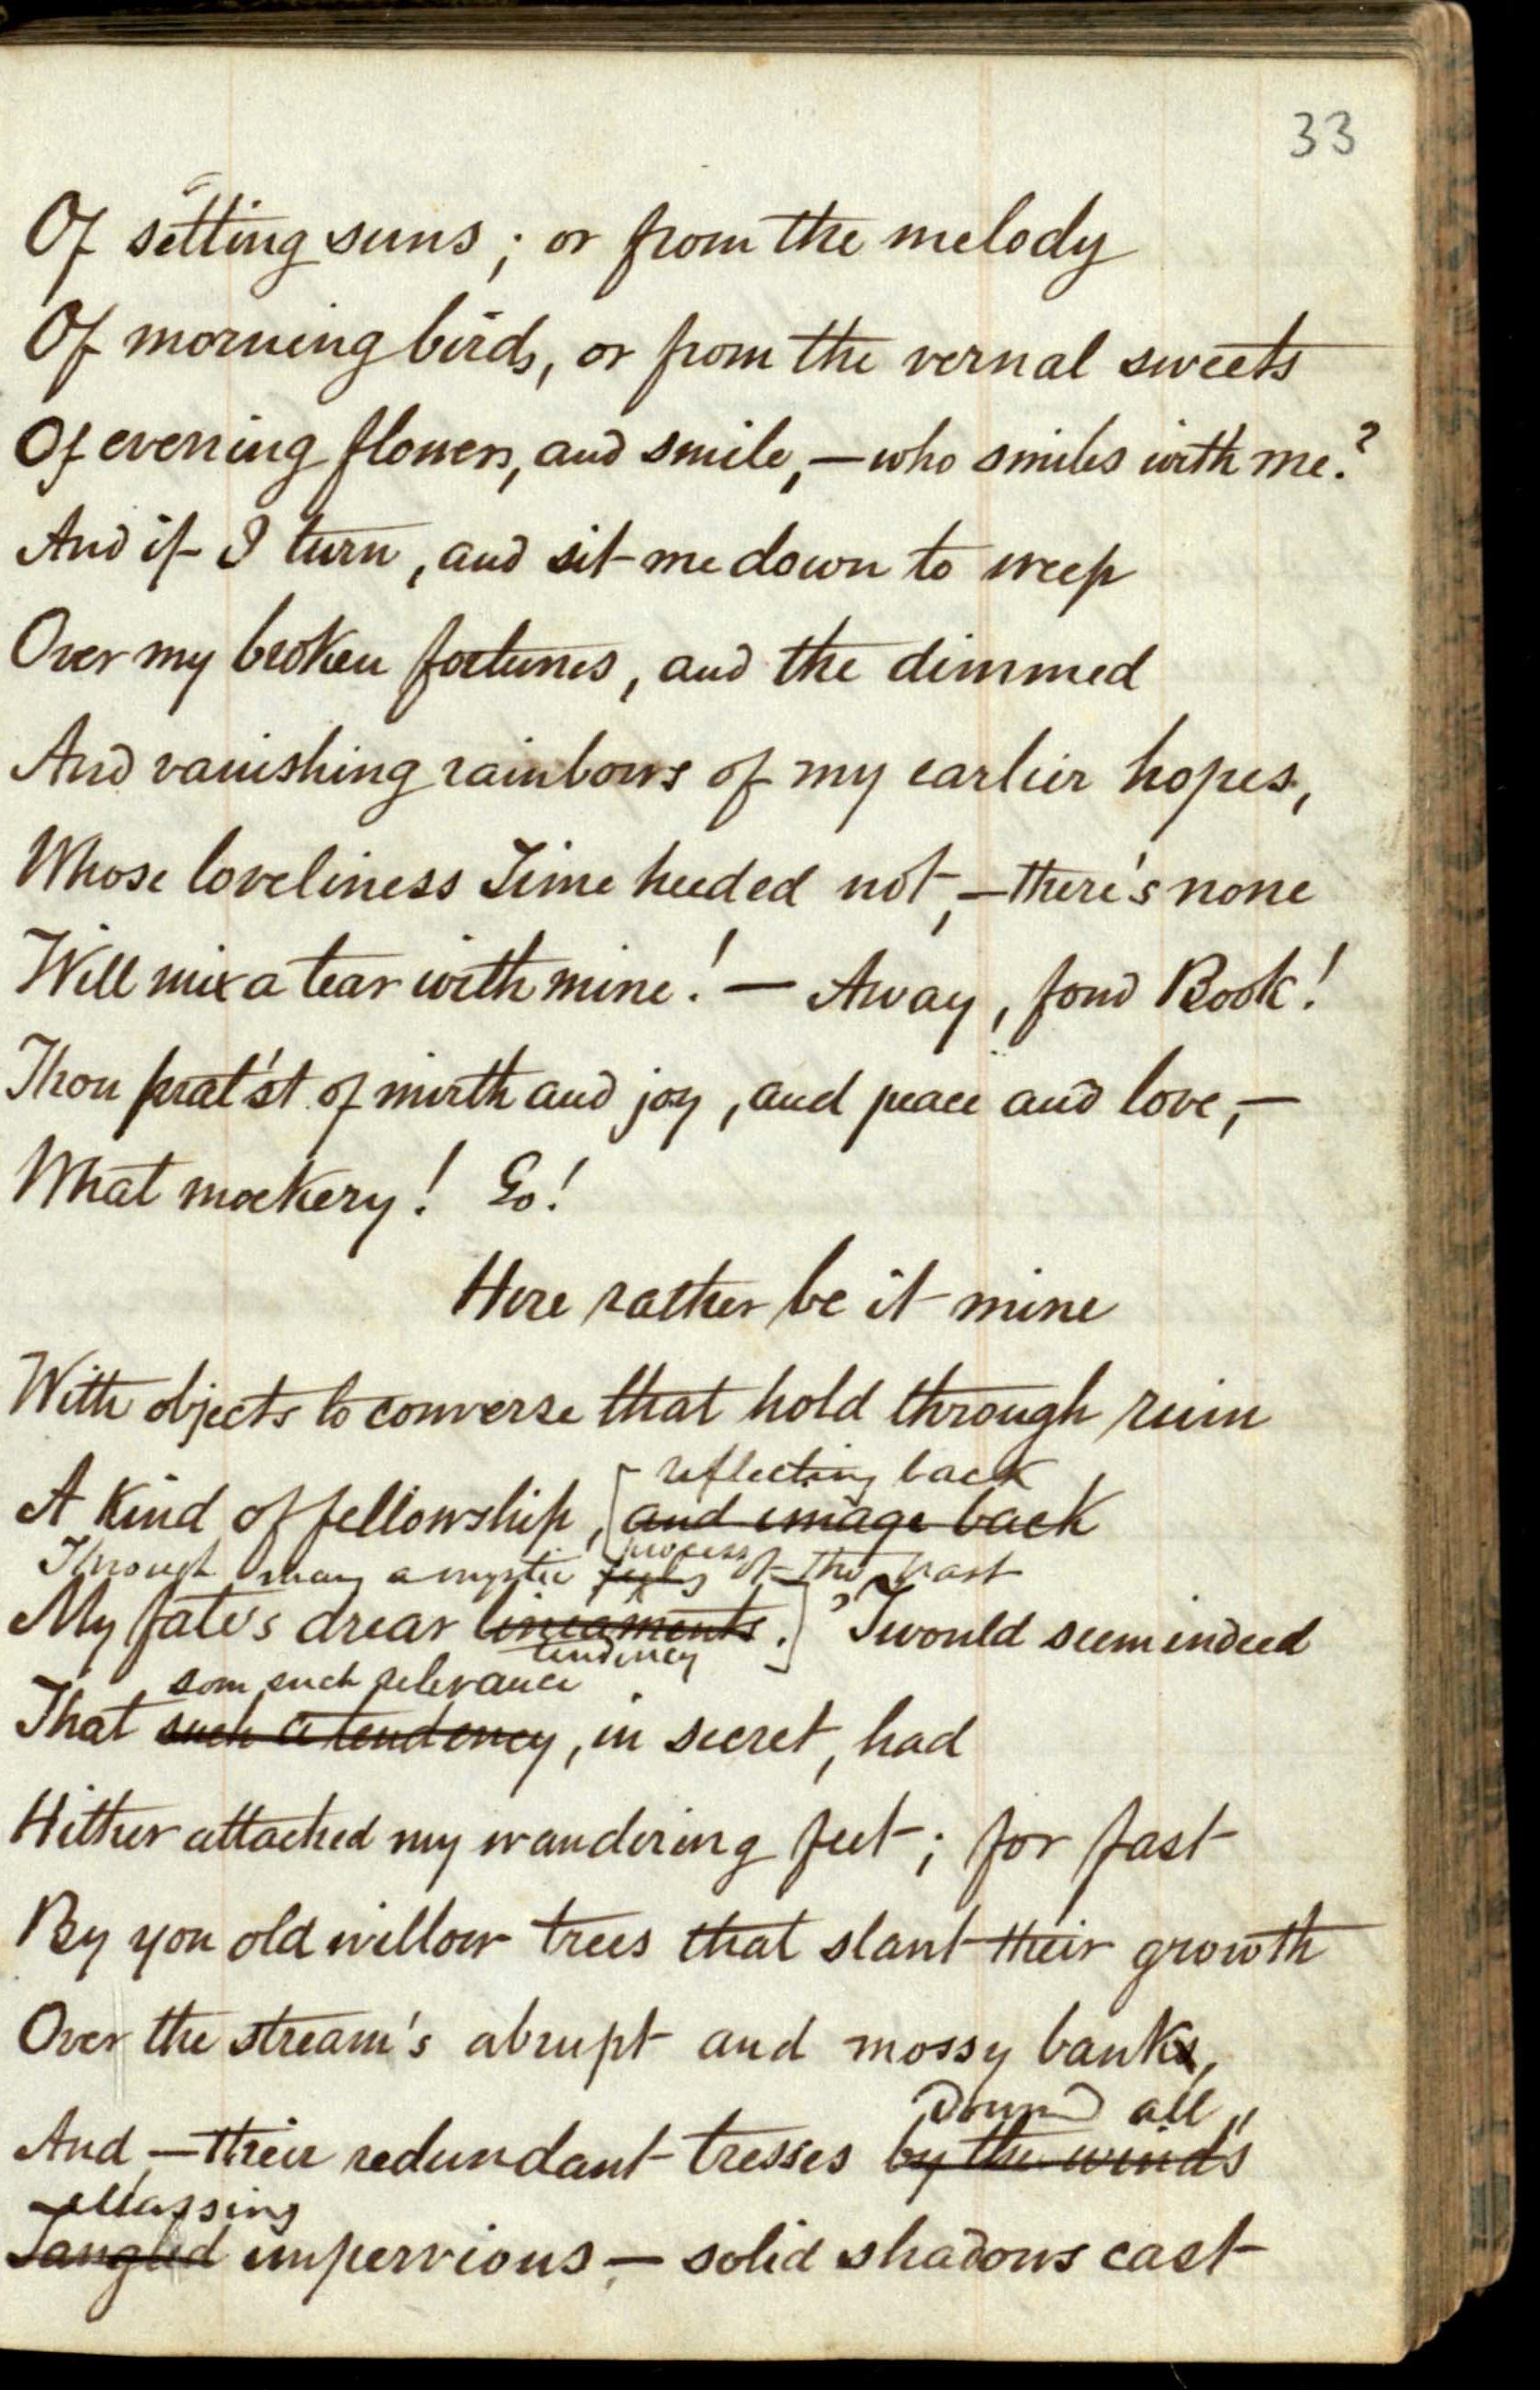 33
Of setting suns; or from the melody
Of morning birds, or from the vernal sweets
Of evening flowers, and smile,—who smiles with me?
And if I turn, and sit me down to weep
Over my broken fortunes, and the dimmed
And vanishing rainbows of my earlier hopes,
Whose loveliness Time heeded not,—there's none
Will mix a tear with mine!— Away, fond Book!
Thou prat'st of mirth and joy, and peace and love,—
What mockery! Go!
Here rather be it mine
With objects to converse that hold through ruin
reflecting back
A kind of fellowship, [and image back
process
Through many a mystic of the past
My fate's drear lineaments.] 'Twould seem indeed
tendency
som such relevance
That such a tendency, in secret, had
Hither attached my wandering feet; for fast
By yon old willow trees that slant their growth
Over the stream's abrupt and mossy banks,
Down all
And,—their redundant tresses by the winds
Massing
Tangled impervious,— solid shadows cast